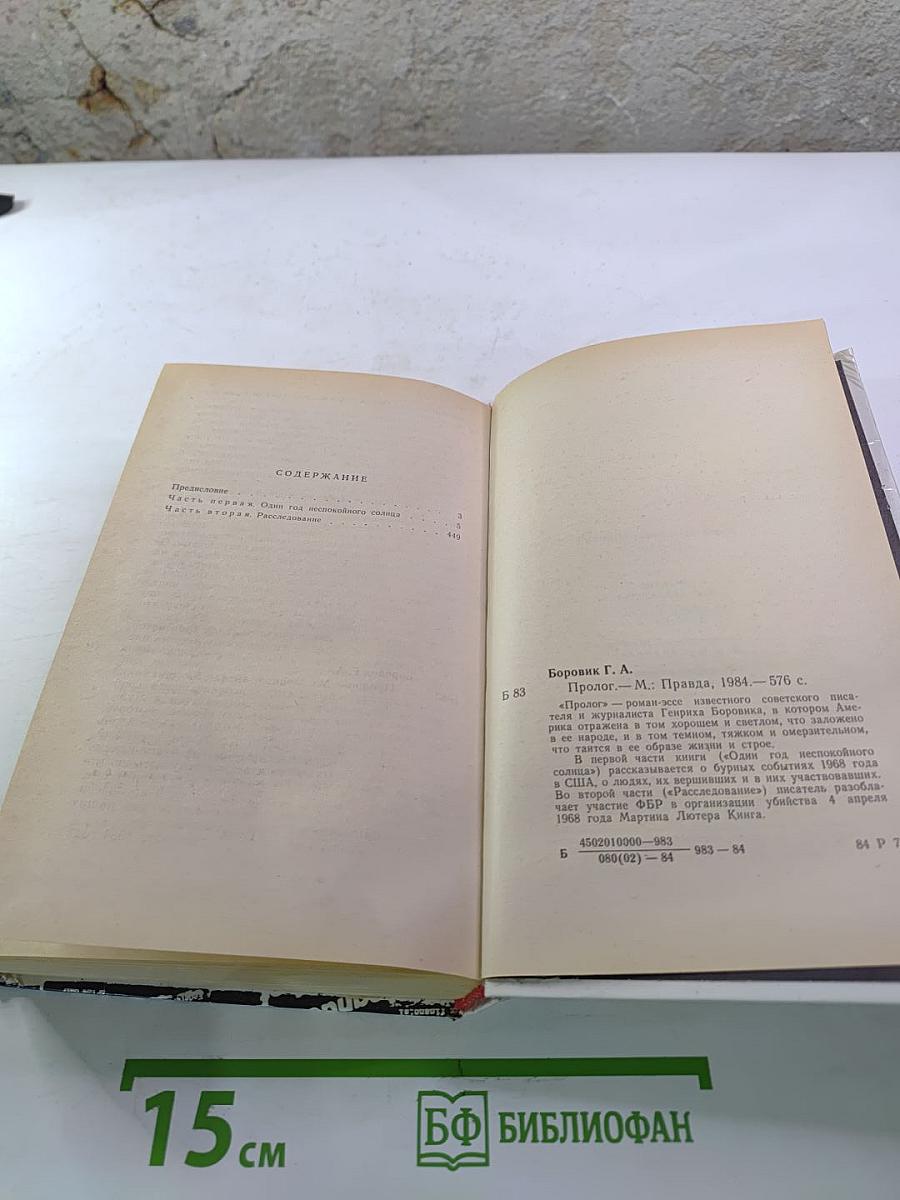 СОДЕРЖАНИЕ
Предисловие . . . . . . . . . . . . . . 3
Часть первая. Один год неспокойного солнца . . . . . 5
Часть вторая. Расследование . . . . . . . . 449
Боровик Г. А.
Б 83
Пролог.— М.: Правда, 1984.— 576 с.
«Пролог» — роман-эссе известного советского писа-
теля и журналиста Генриха Боровика, в котором Аме-
рика отражена в том хорошем и светлом, что заложено
в ее народе, и в том темном, тяжком и омерзительном,
что таится в ее образе жизни и строе.
В первой части книги («Один год неспокойного
солнца») рассказывается о бурных событиях 1968 года
в США, о людях, их вершивших и в них участвовавших.
Во второй части («Расследование») писатель разобла-
чает участие ФБР в организации убийства 4 апреля
1968 года Мартина Лютера Кинга.
Б 4502010000—983
080(02) — 84 983 — 84
84 Р 7
15 см
БФ БИБЛИОФАН